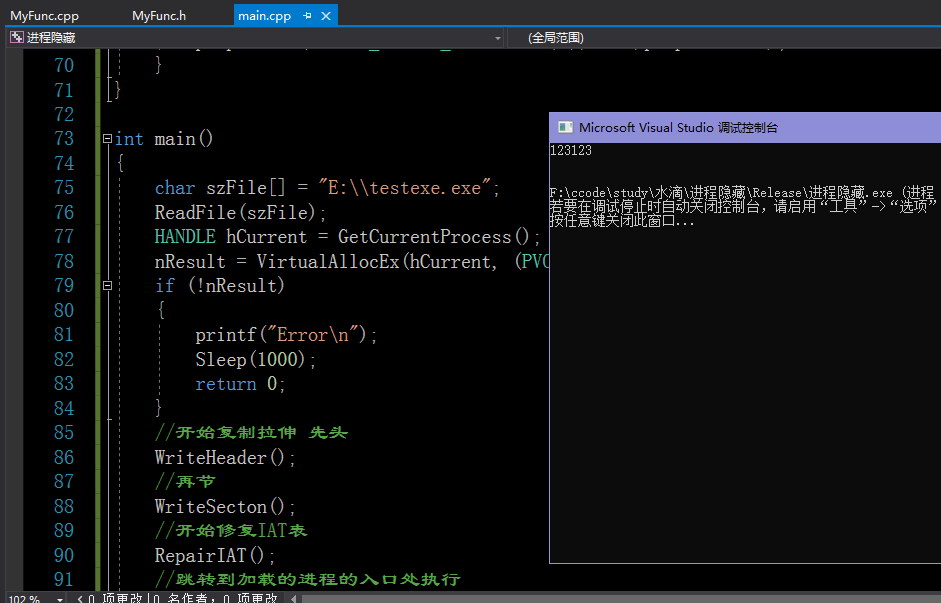 MyFunc.cpp MyFunc.h main.cpp
进程隐藏 (全局范围)
70 }
71 }
72
73 int main()
74 {
75 char szFile[] = "E:\\testexe.exe";
76 ReadFile(szFile);
77 HANDLE hCurrent = GetCurrentProcess();
78 nResult = VirtualAllocEx(hCurrent, (PVO
79 if (!nResult)
80 {
81 printf("Error\n");
82 Sleep(1000);
83 return 0;
84 }
85 //开始复制拉伸 先头
86 WriteHeader();
87 //再节
88 WriteSecton();
89 //开始修复IAT表
90 RepairIAT();
91 //跳转到加载的进程的入口处执行
102 % 0 项更改 | 0 名作者, 0 项更改
Microsoft Visual Studio 调试控制台
123123
F:\ccode\study\水滴\进程隐藏\Release\进程隐藏.exe (进程
若要在调试停止时自动关闭控制台，请启用“工具”->“选项”
按任意键关闭此窗口...